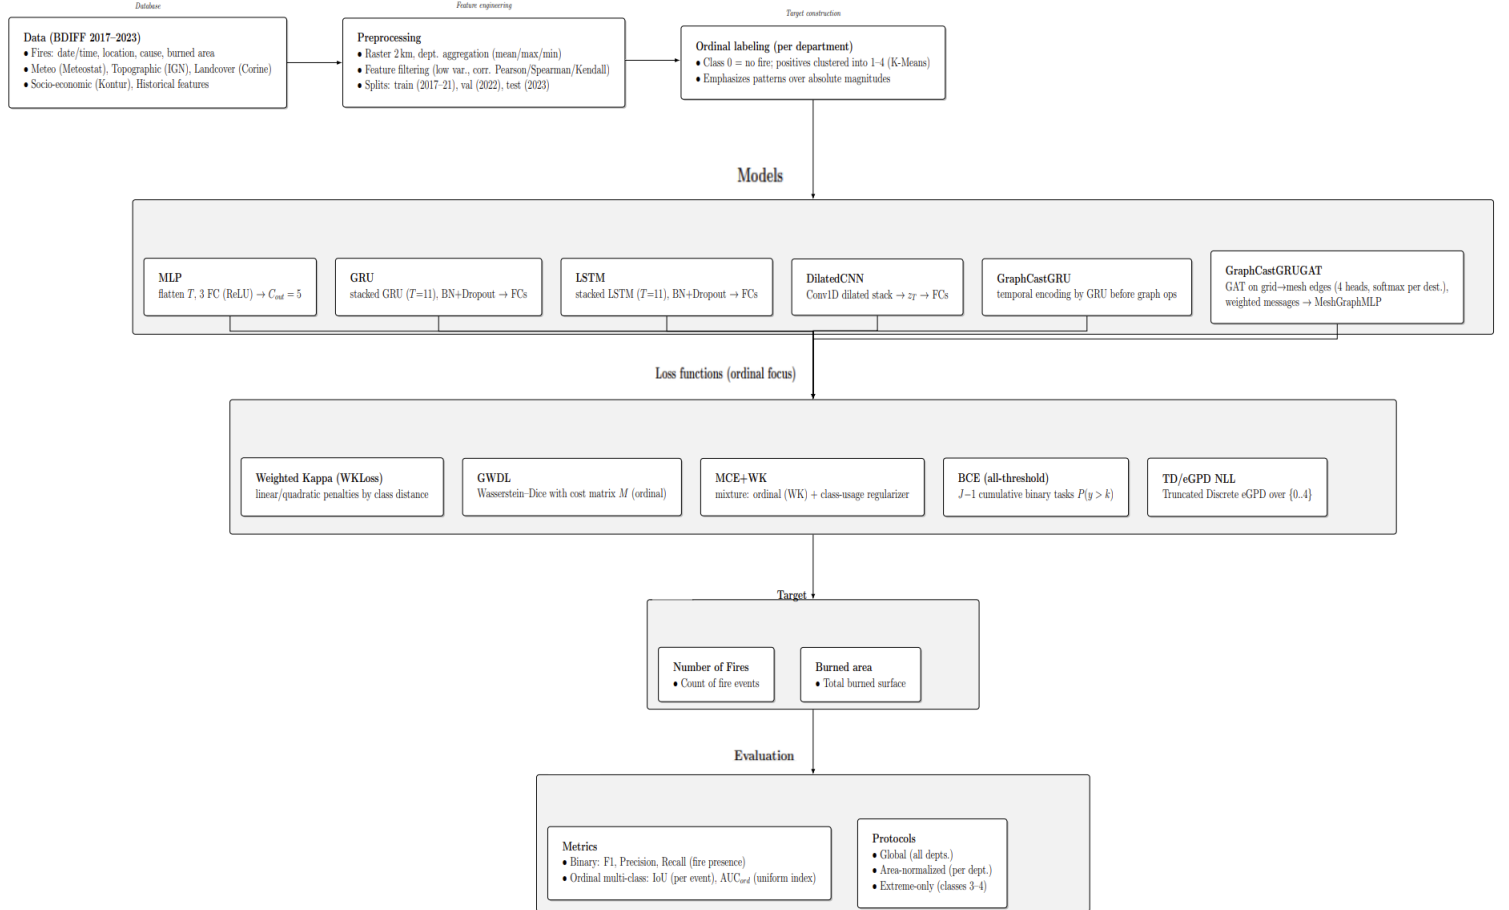 Database
Feature engineering
Target construction
Data (BDIFF 2017–2023)
• Fires: date/time, location, cause, burned area
• Meteo (Meteostat), Topographic (IGN), Landcover (Corine)
• Socio-economic (Kontur), Historical features
Preprocessing
• Raster 2 km, dept. aggregation (mean/max/min)
• Feature filtering (low var., corr. Pearson/Spearman/Kendall)
• Splits: train (2017–21), val (2022), test (2023)
Ordinal labeling (per department)
• Class 0 = no fire; positives clustered into 1–4 (K-Means)
• Emphasizes patterns over absolute magnitudes
Models
MLP
flatten T, 3 FC (ReLU) → C_out = 5
GRU
stacked GRU (T=11), BN+Dropout → FCs
LSTM
stacked LSTM (T=11), BN+Dropout → FCs
DilatedCNN
Conv1D dilated stack → z_T → FCs
GraphCastGRU
temporal encoding by GRU before graph ops
GraphCastGRUGAT
GAT on grid→mesh edges (4 heads, softmax per dest.),
weighted messages → MeshGraphMLP
Loss functions (ordinal focus)
Weighted Kappa (WKLoss)
linear/quadratic penalties by class distance
GWDL
Wasserstein–Dice with cost matrix M (ordinal)
MCE+WK
mixture: ordinal (WK) + class-usage regularizer
BCE (all-threshold)
J−1 cumulative binary tasks P(y > k)
TD/eGPD NLL
Truncated Discrete eGPD over {0..4}
Target
Number of Fires
• Count of fire events
Burned area
• Total burned surface
Evaluation
Metrics
• Binary: F1, Precision, Recall (fire presence)
• Ordinal multi-class: IoU (per event), AUC_ord (uniform index)
Protocols
• Global (all depts.)
• Area-normalized (per dept.)
• Extreme-only (classes 3–4)